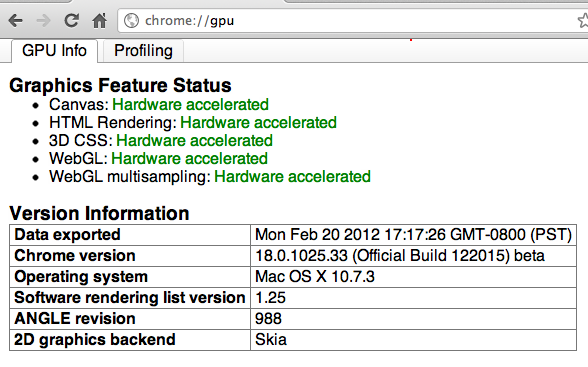 chrome://gpu
GPU Info Profiling
Graphics Feature Status
Canvas: Hardware accelerated
HTML Rendering: Hardware accelerated
3D CSS: Hardware accelerated
WebGL: Hardware accelerated
WebGL multisampling: Hardware accelerated
Version Information
Data exported Mon Feb 20 2012 17:17:26 GMT-0800 (PST)
Chrome version 18.0.1025.33 (Official Build 122015) beta
Operating system Mac OS X 10.7.3
Software rendering list version 1.25
ANGLE revision 988
2D graphics backend Skia